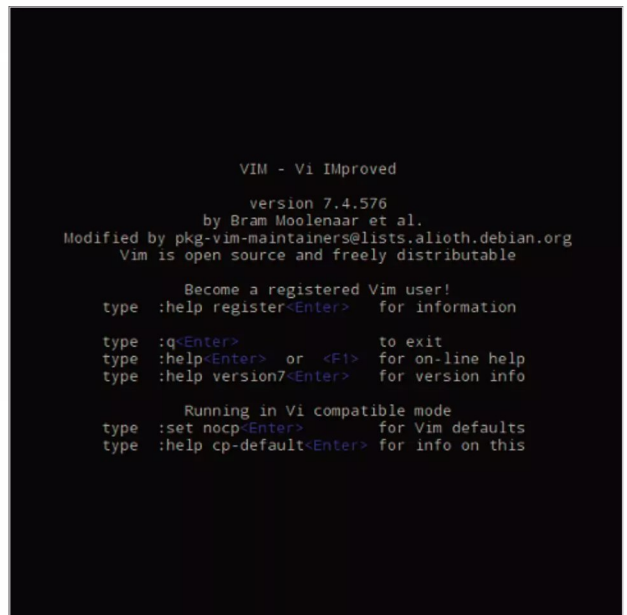 VIM - Vi IMproved
version 7.4.576
by Bram Moolenaar et al.
Modified by pkg-vim-maintainers@lists.alioth.debian.org
Vim is open source and freely distributable
Become a registered Vim user!
type :help register<Enter> for information
type :q<Enter> to exit
type :help<Enter> or <F1> for on-line help
type :help version7<Enter> for version info
Running in Vi compatible mode
type :set nocp<Enter> for Vim defaults
type :help cp-default<Enter> for info on this